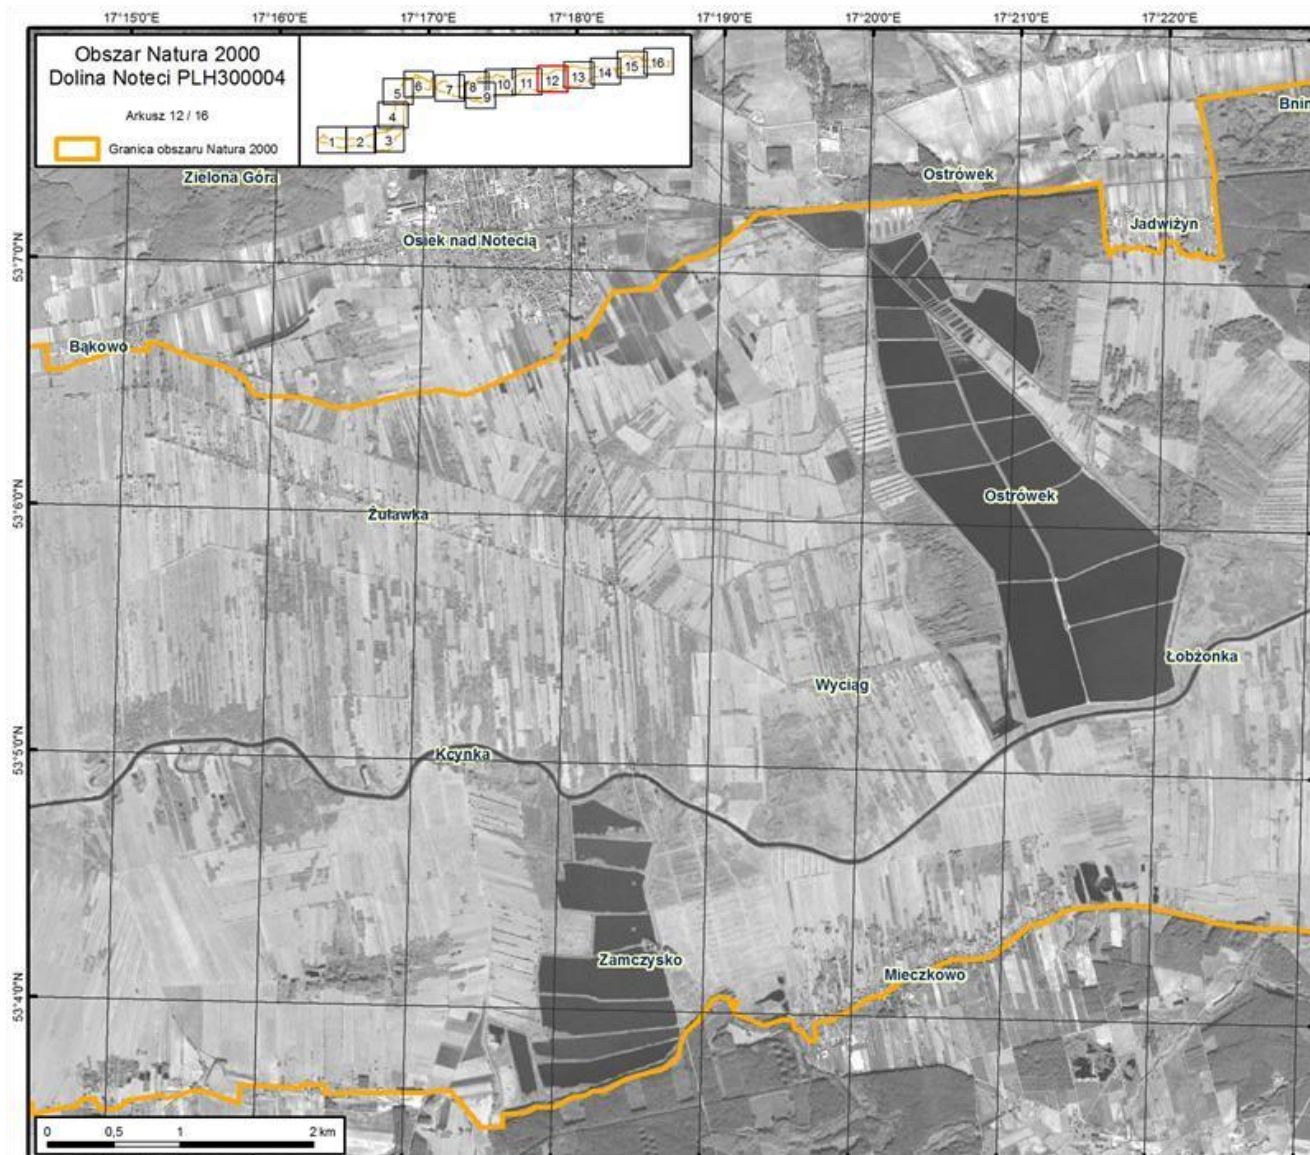 17°15'0"E 17°16'0"E 17°17'0"E 17°18'0"E 17°19'0"E 17°20'0"E 17°21'0"E 17°22'0"E
Obszar Natura 2000
Dolina Noteci PLH300004
Arkusz 12 / 16
Granica obszaru Natura 2000
1 2 3 4 5 6 7 8 9 10 11 12 13 14 15 16
Bnin
Zielona Góra
Ostrówek
Jadwiżyn
Osiek nad Notecią
53°7'0"N
Bąkowo
Ostrówek
53°6'0"N
Żuławka
Łobżonka
Wyciąg
Kcynka
53°5'0"N
Zamczysko
Mieczkowo
53°4'0"N
0 0,5 1 2 km